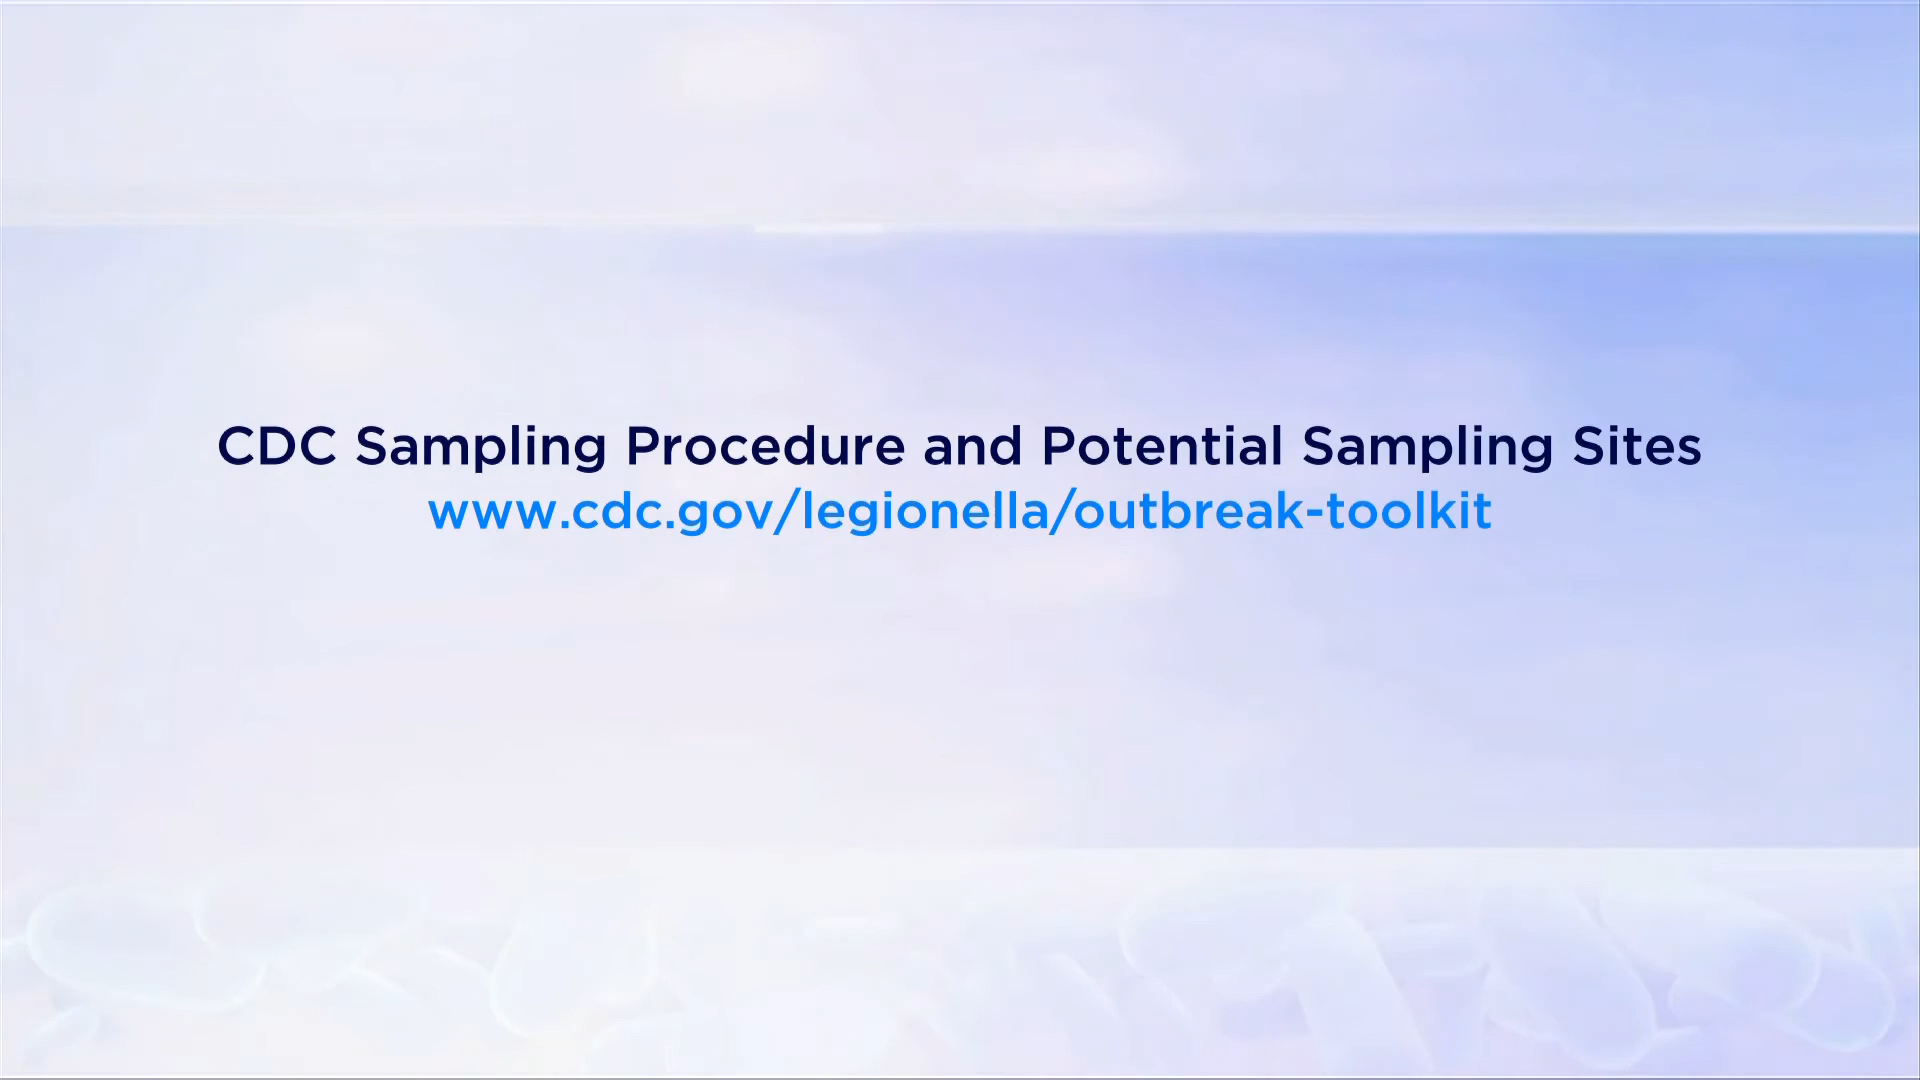 CDC Sampling Procedure and Potential Sampling Sites
www.cdc.gov/legionella/outbreak-toolkit